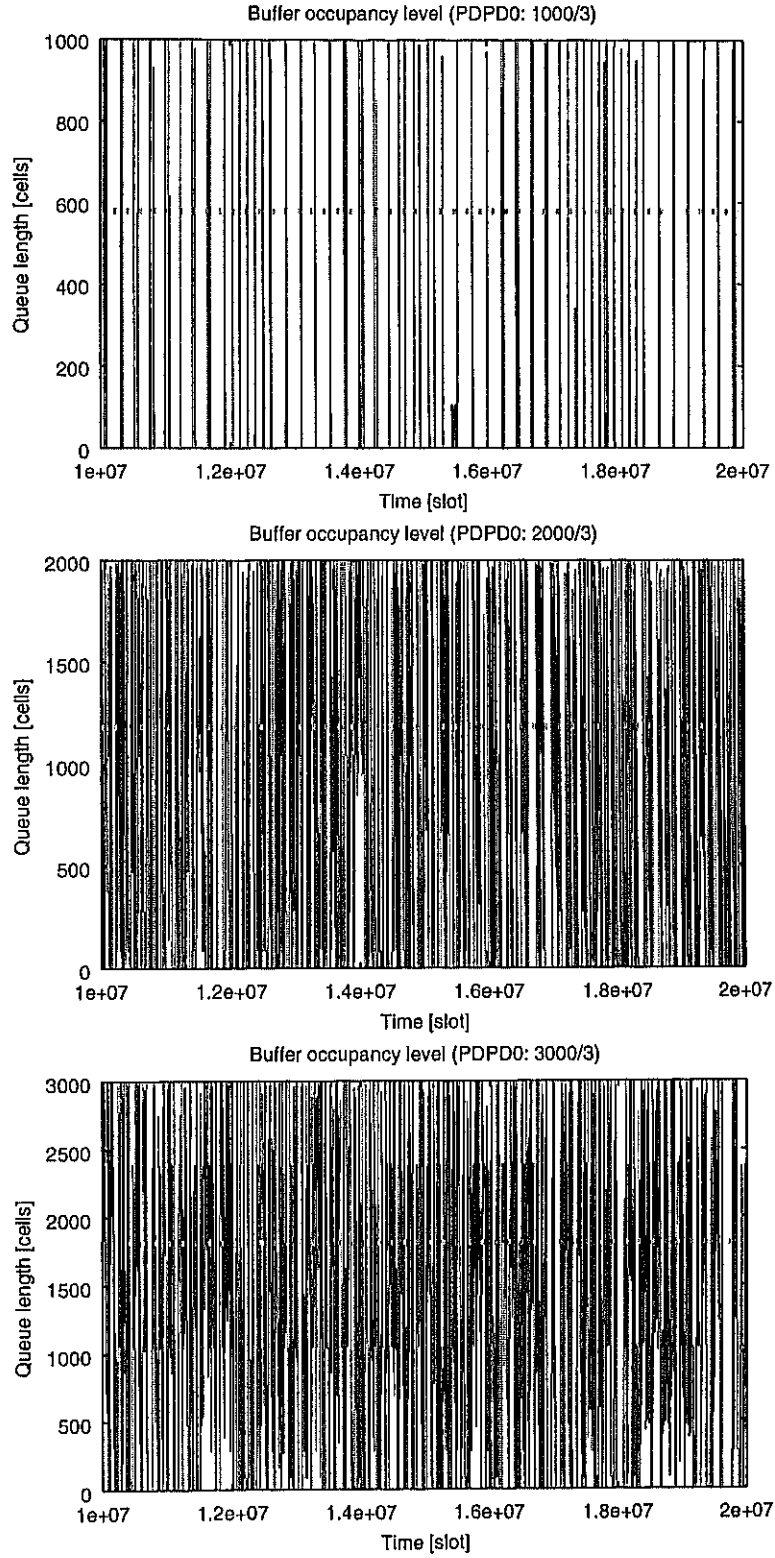 Buffer occupancy level (PDPD0: 1000/3)
1000
800
600
400
200
0
Queue length [cells]
1e+07 1.2e+07 1.4e+07 1.6e+07 1.8e+07 2e+07
Time [slot]
Buffer occupancy level (PDPD0: 2000/3)
2000
1500
1000
500
0
Queue length [cells]
1e+07 1.2e+07 1.4e+07 1.6e+07 1.8e+07 2e+07
Time [slot]
Buffer occupancy level (PDPD0: 3000/3)
3000
2500
2000
1500
1000
500
0
Queue length [cells]
1e+07 1.2e+07 1.4e+07 1.6e+07 1.8e+07 2e+07
Time [slot]